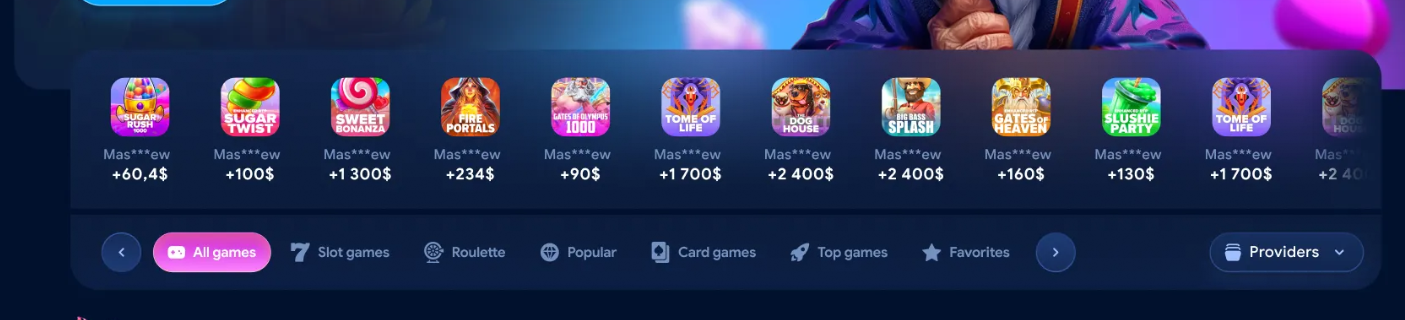 SUGAR RUSH 1000
SUGAR TWIST
SWEET BONANZA
FIRE PORTALS
GATES OF OLYMPUS 1000
TOME OF LIFE
DOG HOUSE
BIG BASS SPLASH
GATES OF HEAVEN
SLUSHIE PARTY
TOME OF LIFE
DOG HOUS
Mas***ew Mas***ew Mas***ew Mas***ew Mas***ew Mas***ew Mas***ew Mas***ew Mas***ew Mas***ew Mas***ew Mas**
+60,4$ +100$ +1 300$ +234$ +90$ +1 700$ +2 400$ +2 400$ +160$ +130$ +1 700$ +2 40
All games Slot games Roulette Popular Card games Top games Favorites Providers